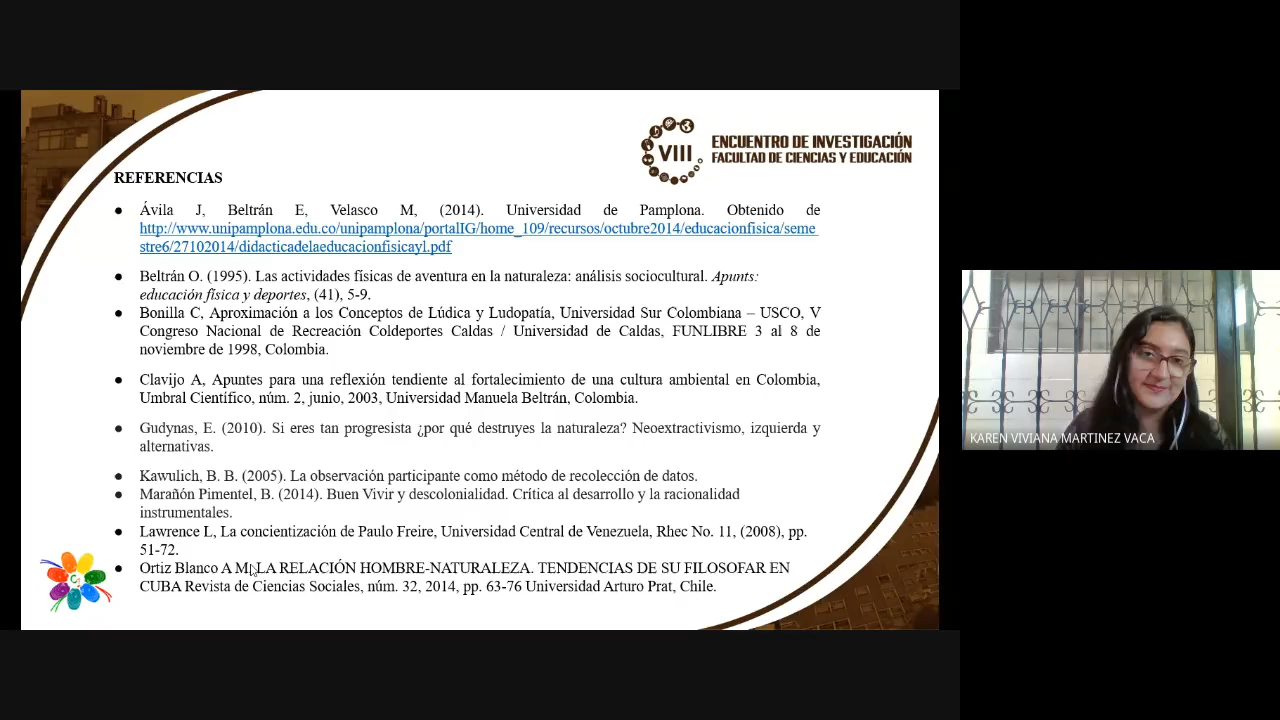 VIII
ENCUENTRO DE INVESTIGACIÓN
FACULTAD DE CIENCIAS Y EDUCACIÓN
REFERENCIAS
● Ávila J, Beltrán E, Velasco M, (2014). Universidad de Pamplona. Obtenido de
http://www.unipamplona.edu.co/unipamplona/portalIG/home_109/recursos/octubre2014/educacionfisica/seme
stre6/27102014/didacticadelaeducacionfisicayl.pdf
● Beltrán O. (1995). Las actividades físicas de aventura en la naturaleza: análisis sociocultural. Apunts:
educación física y deportes, (41), 5-9.
● Bonilla C, Aproximación a los Conceptos de Lúdica y Ludopatía, Universidad Sur Colombiana – USCO, V
Congreso Nacional de Recreación Coldeportes Caldas / Universidad de Caldas, FUNLIBRE 3 al 8 de
noviembre de 1998, Colombia.
● Clavijo A, Apuntes para una reflexión tendiente al fortalecimiento de una cultura ambiental en Colombia,
Umbral Científico, núm. 2, junio, 2003, Universidad Manuela Beltrán, Colombia.
● Gudynas, E. (2010). Si eres tan progresista ¿por qué destruyes la naturaleza? Neoextractivismo, izquierda y
alternativas.
● Kawulich, B. B. (2005). La observación participante como método de recolección de datos.
● Marañón Pimentel, B. (2014). Buen Vivir y descolonialidad. Crítica al desarrollo y la racionalidad
instrumentales.
● Lawrence L, La concientización de Paulo Freire, Universidad Central de Venezuela, Rhec No. 11, (2008), pp.
51-72.
● Ortiz Blanco A M, LA RELACIÓN HOMBRE-NATURALEZA. TENDENCIAS DE SU FILOSOFAR EN
CUBA Revista de Ciencias Sociales, núm. 32, 2014, pp. 63-76 Universidad Arturo Prat, Chile.
KAREN VIVIANA MARTINEZ VACA